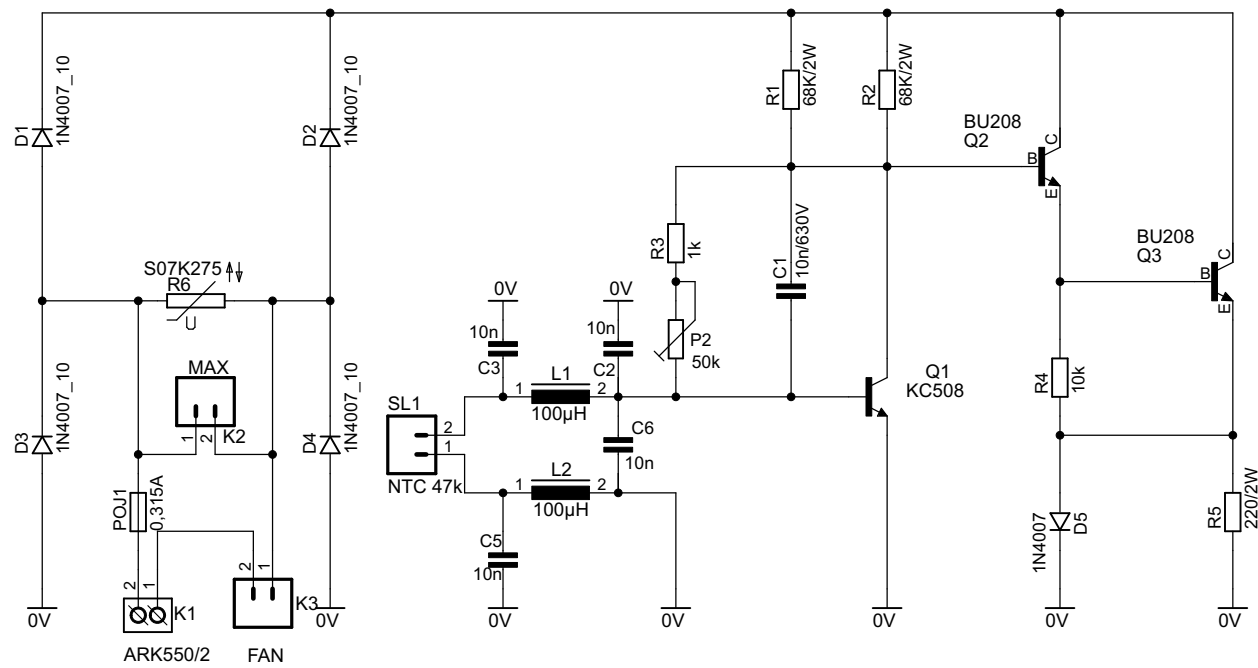 D1
1N4007_10
D2
1N4007_10
R1
68K/2W
R2
68K/2W
BU208
Q2
B
C
E
BU208
Q3
B
C
E
S07K275
R6
U
R3
1k
C1
10n/630V
P2
50k
0V
10n
C3
0V
10n
C2
MAX
1
2
K2
D3
1N4007_10
D4
1N4007_10
SL1
2
1
NTC 47k
1
L1
2
100µH
C6
10n
1
L2
2
100µH
Q1
KC508
R4
10k
POJ1
0,315A
2
1
K1
ARK550/2
2
1
K3
FAN
C5
10n
1N4007
D5
R5
220/2W
0V
0V
0V
0V
0V
0V
0V